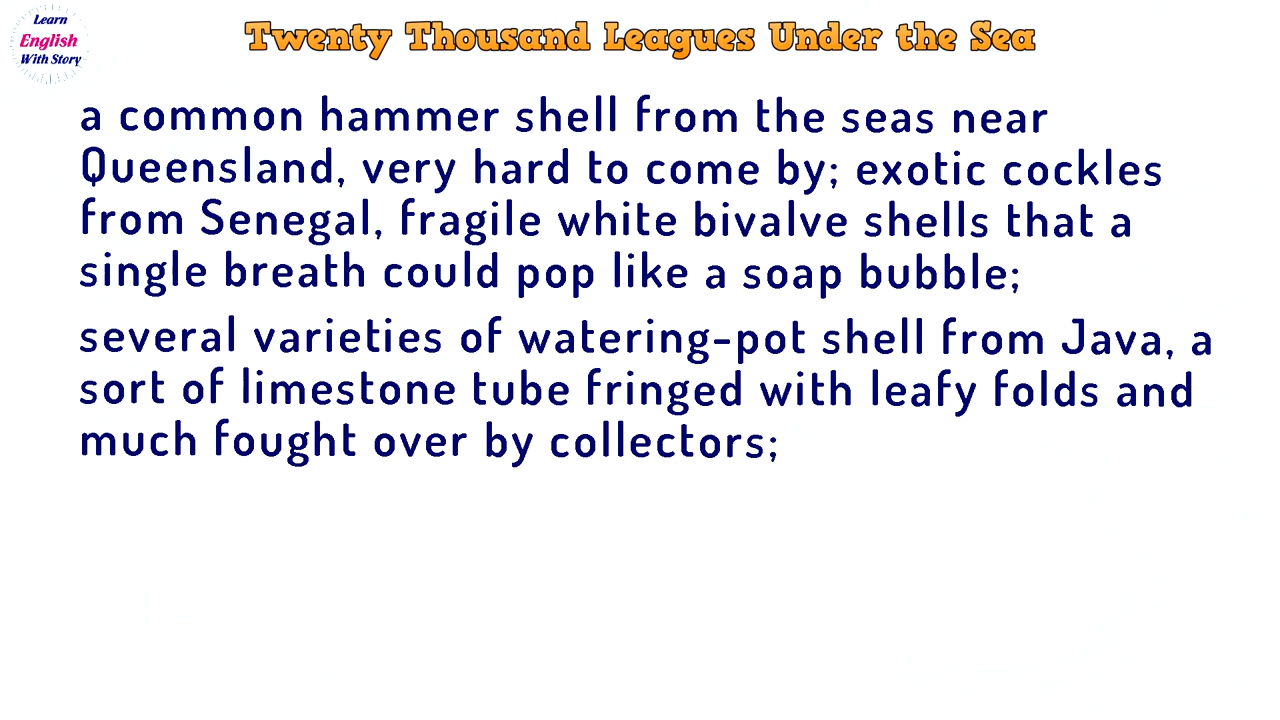 Learn
English
With Story
Twenty Thousand Leagues Under the Sea
a common hammer shell from the seas near
Queensland, very hard to come by; exotic cockles
from Senegal, fragile white bivalve shells that a
single breath could pop like a soap bubble;
several varieties of watering-pot shell from Java, a
sort of limestone tube fringed with leafy folds and
much fought over by collectors;